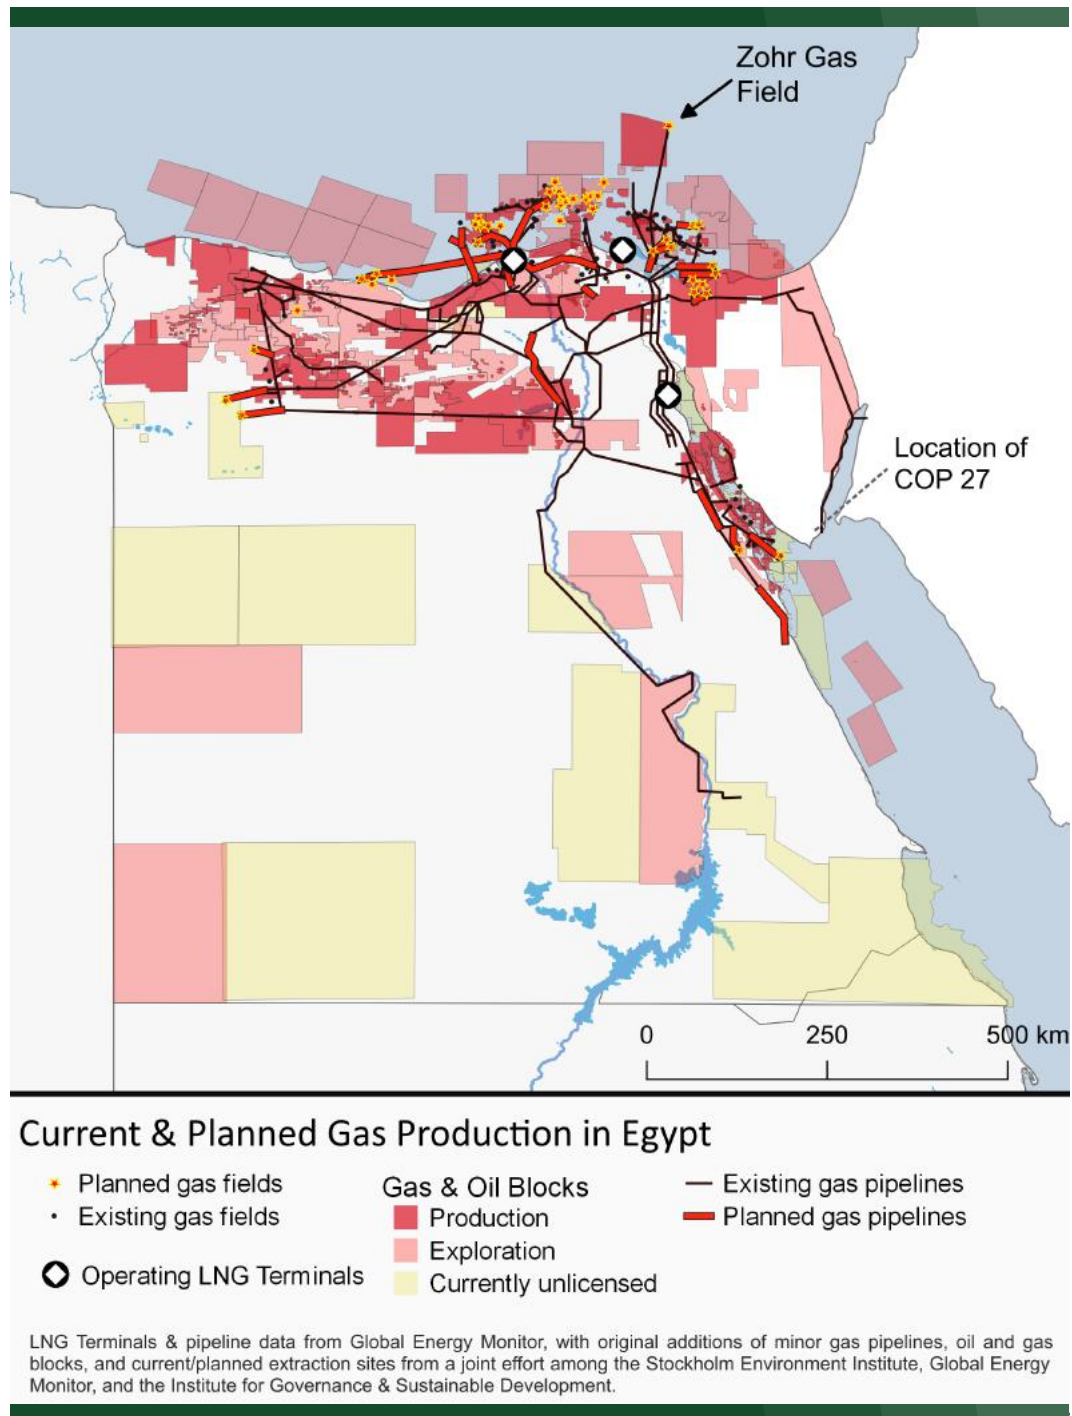 Zohr Gas
Field
Location of
COP 27
0 250 500 km
Current & Planned Gas Production in Egypt
Planned gas fields
Existing gas fields
Operating LNG Terminals
Gas & Oil Blocks
Production
Exploration
Currently unlicensed
Existing gas pipelines
Planned gas pipelines
LNG Terminals & pipeline data from Global Energy Monitor, with original additions of minor gas pipelines, oil and gas
blocks, and current/planned extraction sites from a joint effort among the Stockholm Environment Institute, Global Energy
Monitor, and the Institute for Governance & Sustainable Development.